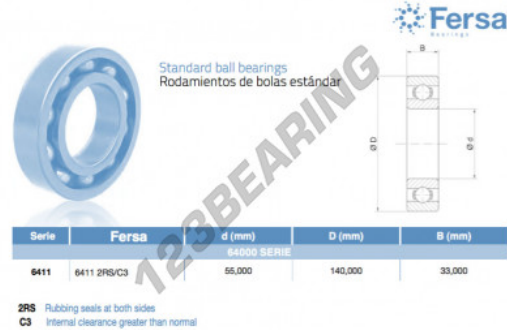 Fersa
Bearings
Standard ball bearings
Rodamientos de bolas estándar
B
Ø D
Ø d
123BEARING
Serie Fersa d (mm) D (mm) B (mm)
64000 SERIE
6411 6411 2RS/C3 55,000 140,000 33,000
2RS Rubbing seals at both sides
C3 Internal clearance greater than normal